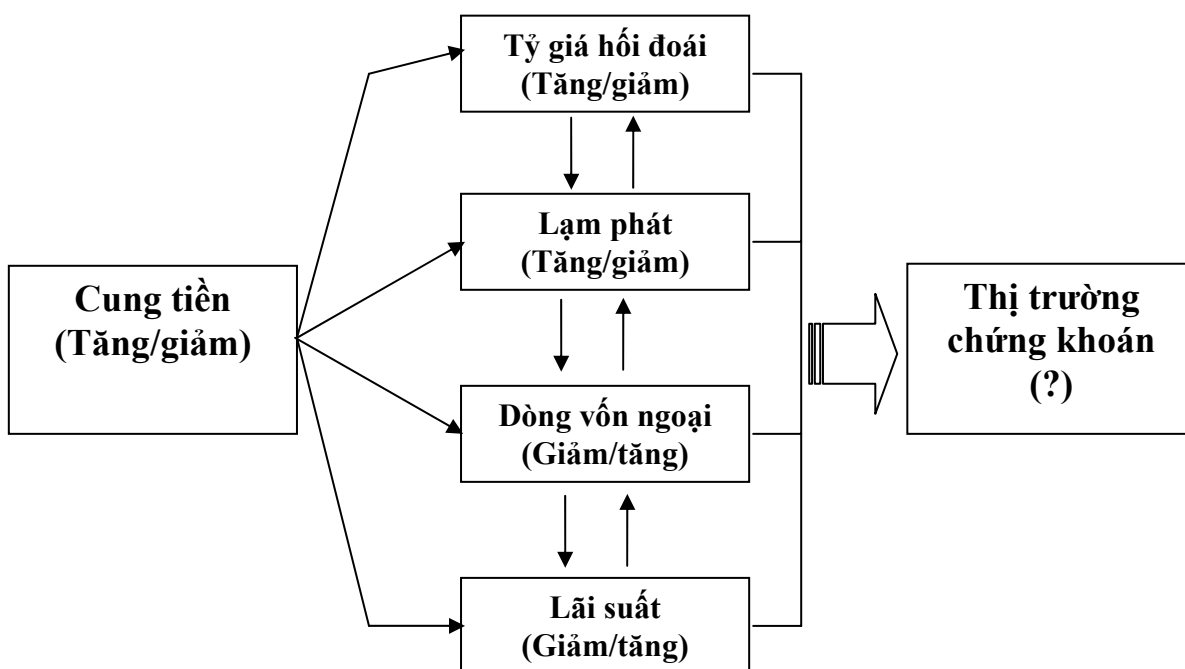 Tỷ giá hối đoái
(Tăng/giảm)
Lạm phát
(Tăng/giảm)
Cung tiền
(Tăng/giảm)
Thị trường
chứng khoán
(?)
Dòng vốn ngoại
(Giảm/tăng)
Lãi suất
(Giảm/tăng)